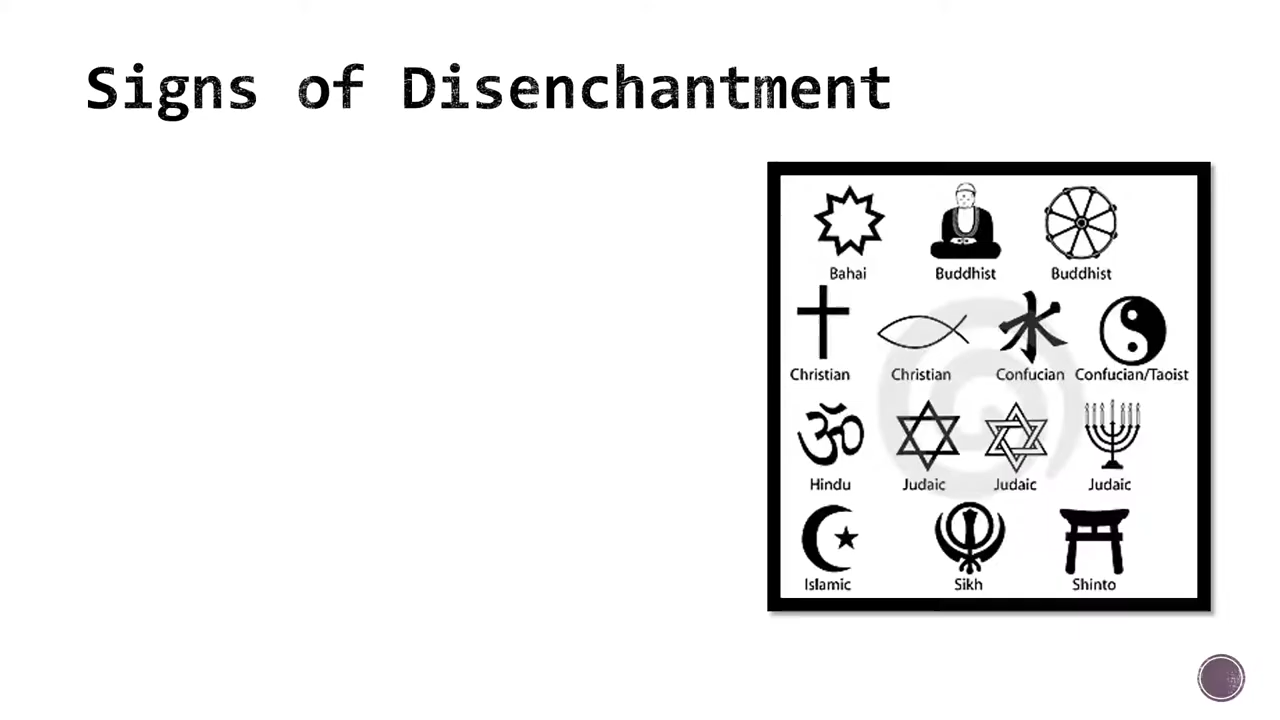 Signs of Disenchantment
Bahai Buddhist Buddhist
Christian Christian Confucian Confucian/Taoist
Hindu Judaic Judaic Judaic
Islamic Sikh Shinto